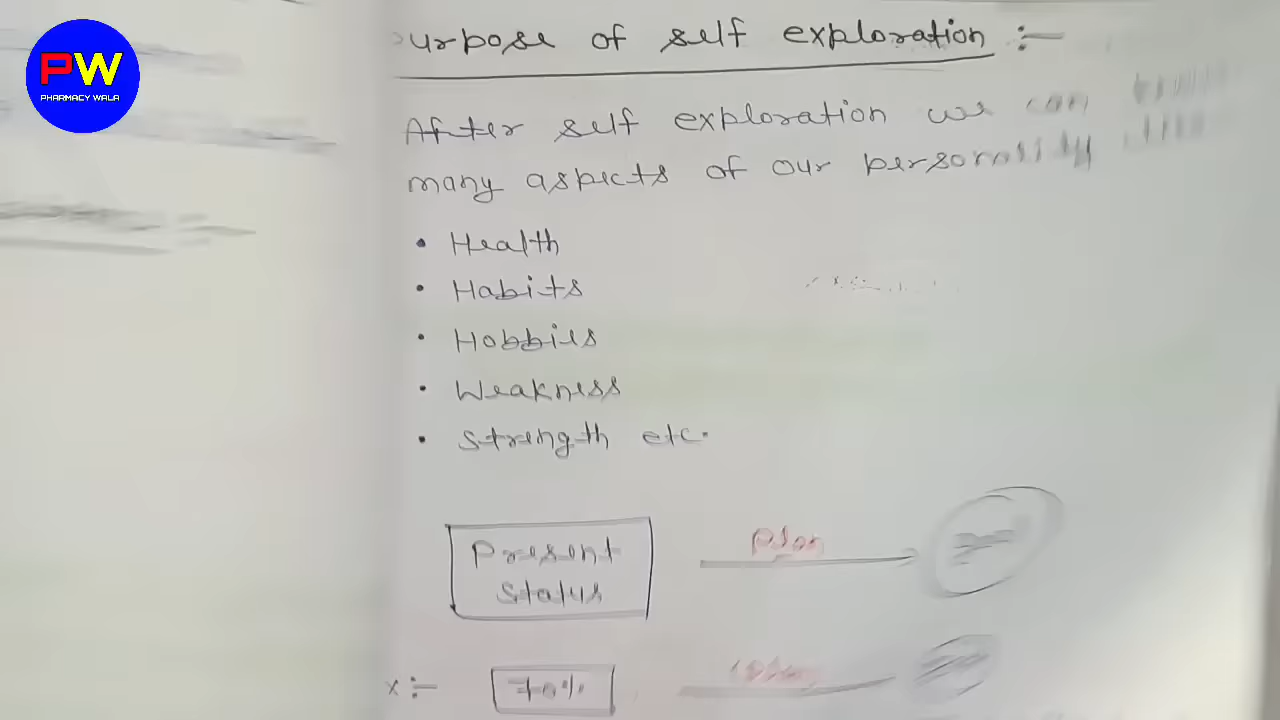 PW
PHARMACY WALA
urpose of self exploration :-
After self exploration we can
many aspects of our personality
• Health
• Habits
• Hobbies
• Weakness
• Strength etc.
Present
Status
Plan
x :-
70%